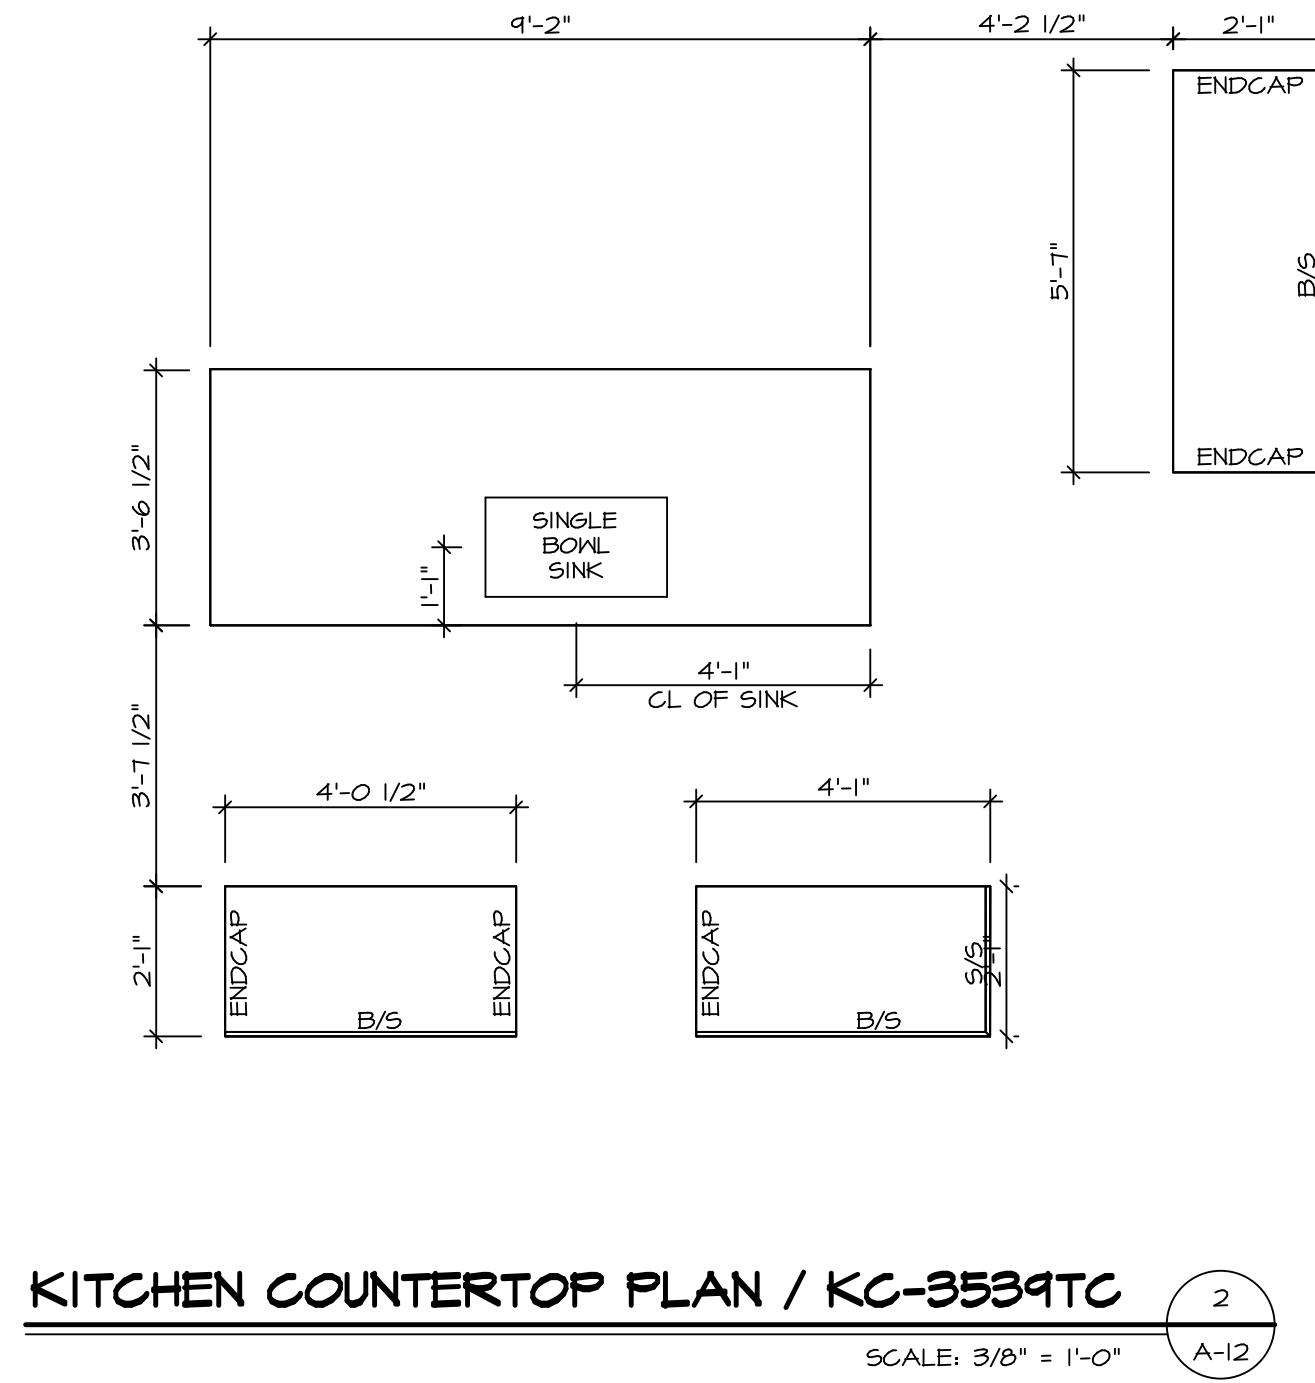 9'-2"
4'-2 1/2"
2'-1"
ENDCAP
5'-7"
B/S
ENDCAP
3'-6 1/2"
SINGLE
BOWL
SINK
1'-1"
4'-1"
CL OF SINK
3'-7 1/2"
4'-0 1/2"
4'-1"
2'-1"
ENDCAP
ENDCAP
B/S
ENDCAP
S/S
2'-1"
B/S
KITCHEN COUNTERTOP PLAN / KC-3539TC
2
A-12
SCALE: 3/8" = 1'-0"